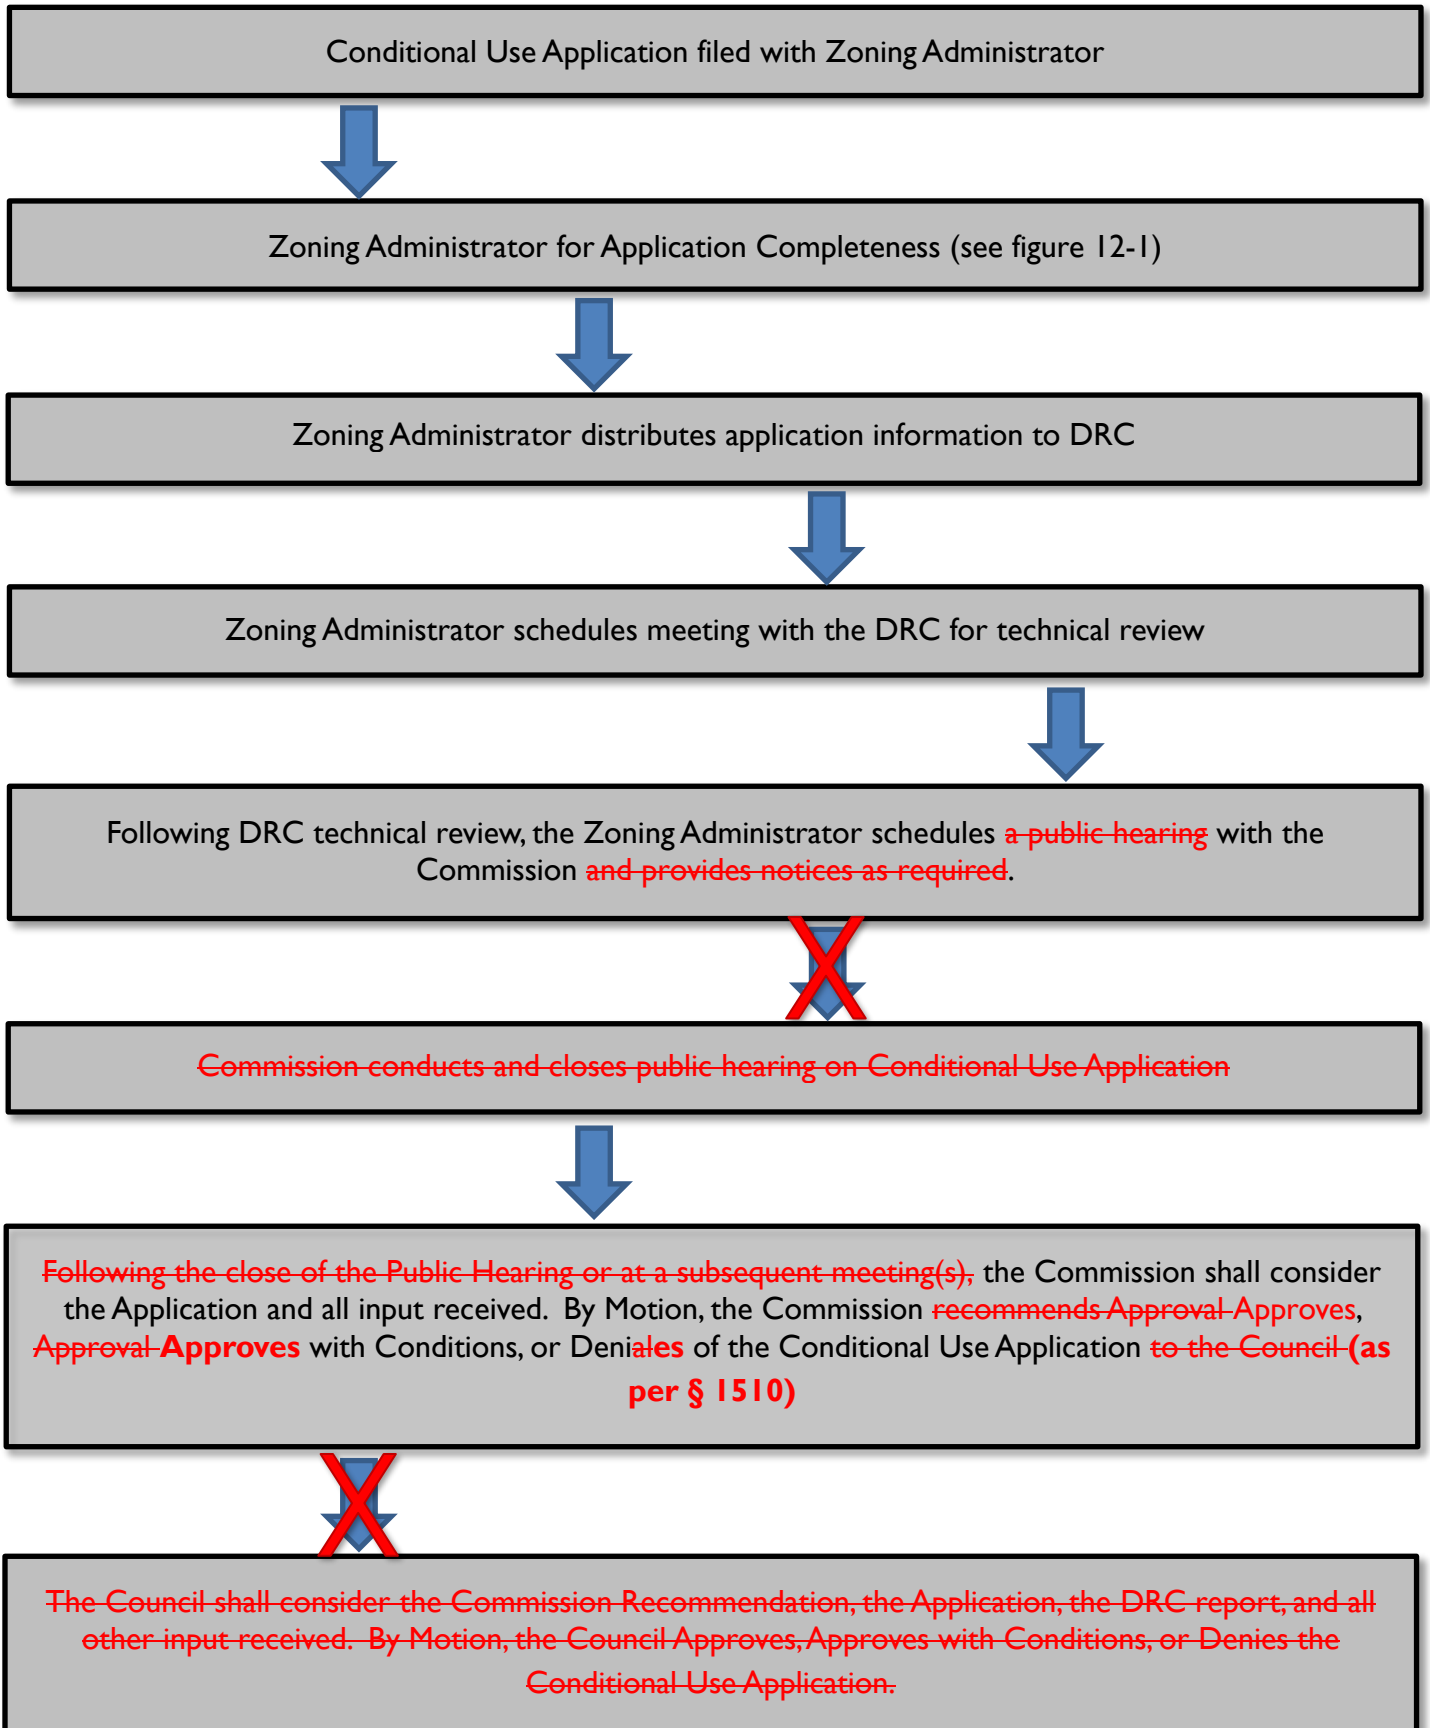 Conditional Use Application filed with Zoning Administrator
Zoning Administrator for Application Completeness (see figure 12-1)
Zoning Administrator distributes application information to DRC
Zoning Administrator schedules meeting with the DRC for technical review
Following DRC technical review, the Zoning Administrator schedules a public hearing with the
Commission and provides notices as required.
Commission conducts and closes public hearing on Conditional Use Application
Following the close of the Public Hearing or at a subsequent meeting(s), the Commission shall consider
the Application and all input received. By Motion, the Commission recommends Approval Approves,
Approval Approves with Conditions, or Deniales of the Conditional Use Application to the Council (as
per § 1510)
The Council shall consider the Commission Recommendation, the Application, the DRC report, and all
other input received. By Motion, the Council Approves, Approves with Conditions, or Denies the
Conditional Use Application.